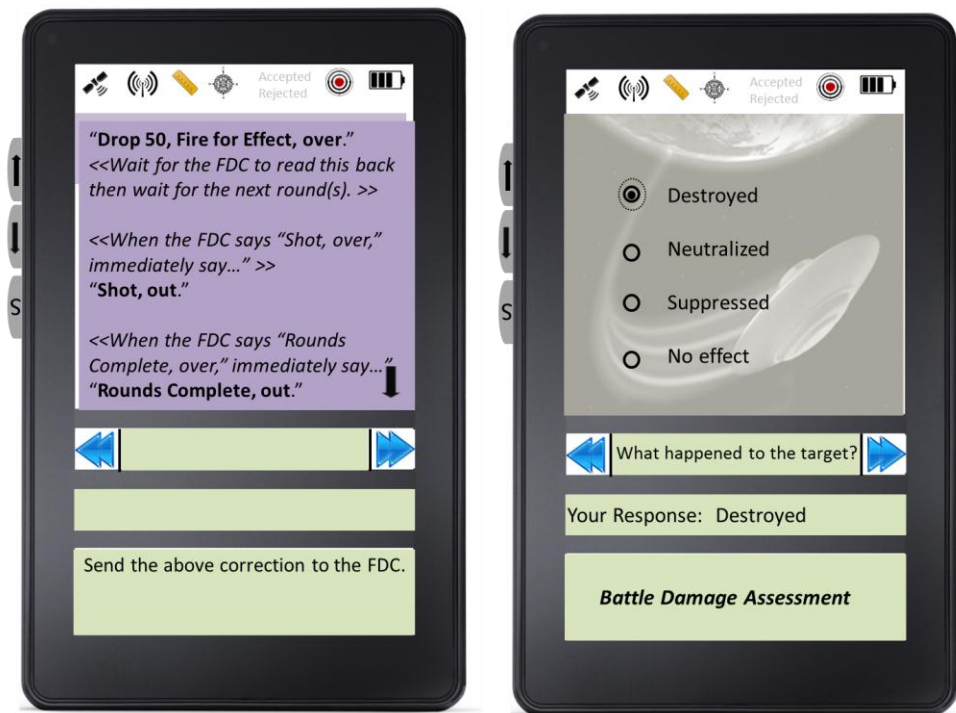 Accepted
Rejected
“Drop 50, Fire for Effect, over.”
<<Wait for the FDC to read this back
then wait for the next round(s). >>
<<When the FDC says “Shot, over,”
immediately say…” >>
“Shot, out.”
<<When the FDC says “Rounds
Complete, over,” immediately say…”
“Rounds Complete, out.”
S
Send the above correction to the FDC.
Accepted
Rejected
Destroyed
Neutralized
Suppressed
No effect
S
What happened to the target?
Your Response: Destroyed
Battle Damage Assessment